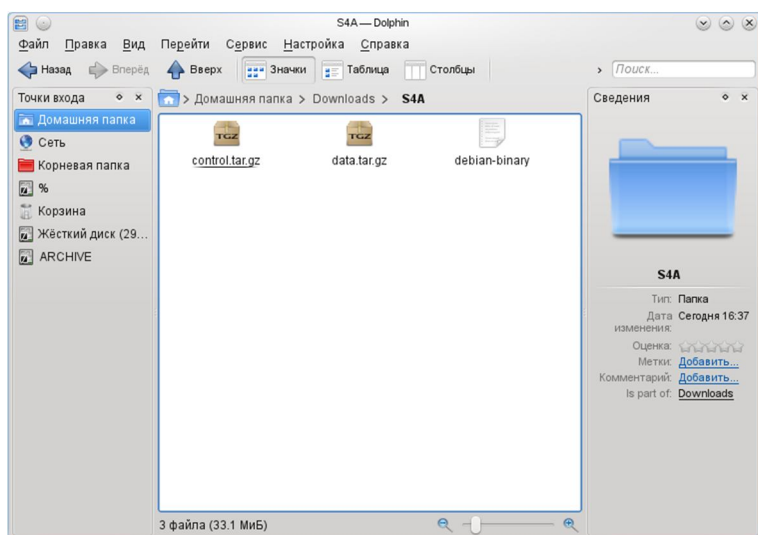 S4A — Dolphin
Файл Правка Вид Перейти Сервис Настройка Справка
Назад Вперёд Вверх Значки Таблица Столбцы Поиск...
Точки входа
Домашняя папка
Сеть
Корневая папка
%
Корзина
Жёсткий диск (29...
ARCHIVE
> Домашняя папка > Downloads > S4A
TGZ TGZ
control.tar.gz data.tar.gz debian-binary
3 файла (33.1 МиБ)
Сведения
S4A
Тип: Папка
Дата изменения: Сегодня 16:37
Оценка:
Метки: Добавить...
Комментарий: Добавить...
Is part of: Downloads